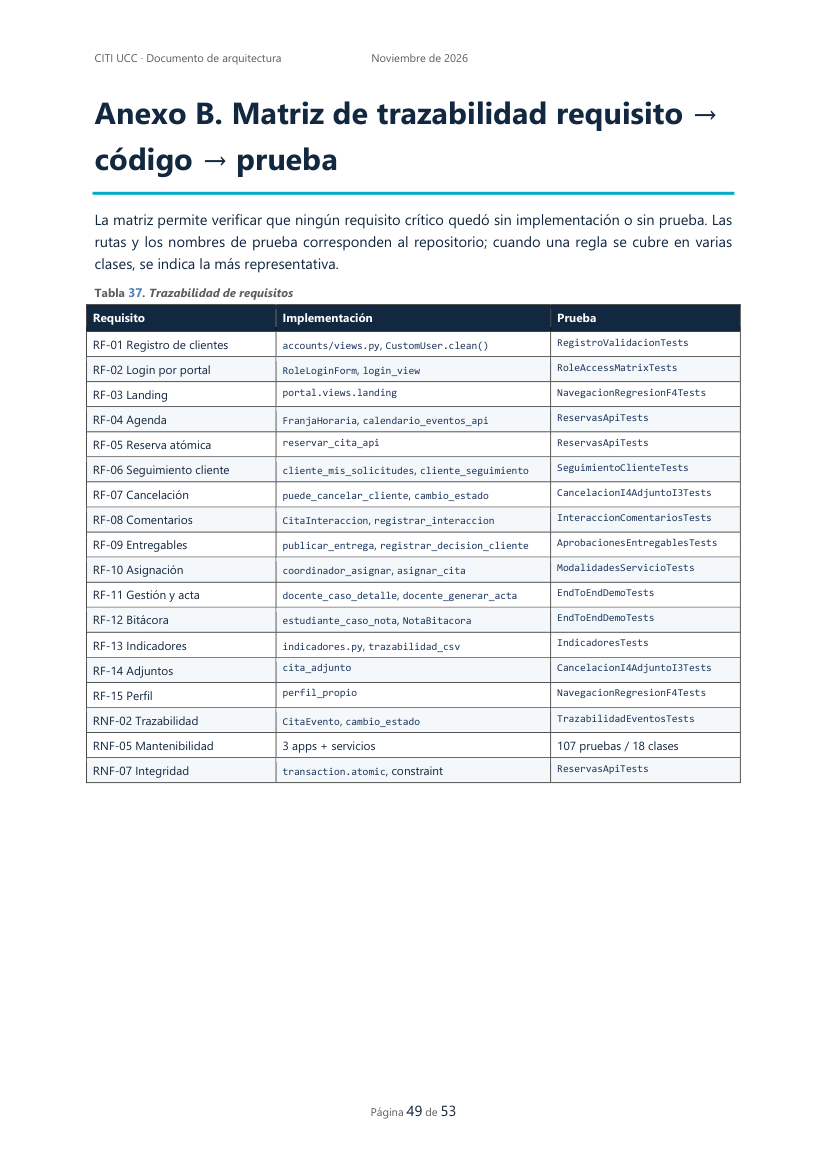 CITI UCC · Documento de arquitectura Noviembre de 2026
Anexo B. Matriz de trazabilidad requisito →
código → prueba
La matriz permite verificar que ningún requisito crítico quedó sin implementación o sin prueba. Las
rutas y los nombres de prueba corresponden al repositorio; cuando una regla se cubre en varias
clases, se indica la más representativa.
Tabla 37. Trazabilidad de requisitos
Requisito Implementación Prueba
RF-01 Registro de clientes accounts/views.py, CustomUser.clean() RegistroValidacionTests
RF-02 Login por portal RoleLoginForm, login_view RoleAccessMatrixTests
RF-03 Landing portal.views.landing NavegacionRegresionF4Tests
RF-04 Agenda FranjaHoraria, calendario_eventos_api ReservasApiTests
RF-05 Reserva atómica reservar_cita_api ReservasApiTests
RF-06 Seguimiento cliente cliente_mis_solicitudes, cliente_seguimiento SeguimientoClienteTests
RF-07 Cancelación puede_cancelar_cliente, cambio_estado CancelacionI4AdjuntoI3Tests
RF-08 Comentarios CitaInteraccion, registrar_interaccion InteraccionComentariosTests
RF-09 Entregables publicar_entrega, registrar_decision_cliente AprobacionesEntregablesTests
RF-10 Asignación coordinador_asignar, asignar_cita ModalidadesServicioTests
RF-11 Gestión y acta docente_caso_detalle, docente_generar_acta EndToEndDemoTests
RF-12 Bitácora estudiante_caso_nota, NotaBitacora EndToEndDemoTests
RF-13 Indicadores indicadores.py, trazabilidad_csv IndicadoresTests
RF-14 Adjuntos cita_adjunto CancelacionI4AdjuntoI3Tests
RF-15 Perfil perfil_propio NavegacionRegresionF4Tests
RNF-02 Trazabilidad CitaEvento, cambio_estado TrazabilidadEventosTests
RNF-05 Mantenibilidad 3 apps + servicios 107 pruebas / 18 clases
RNF-07 Integridad transaction.atomic, constraint ReservasApiTests
Página 49 de 53